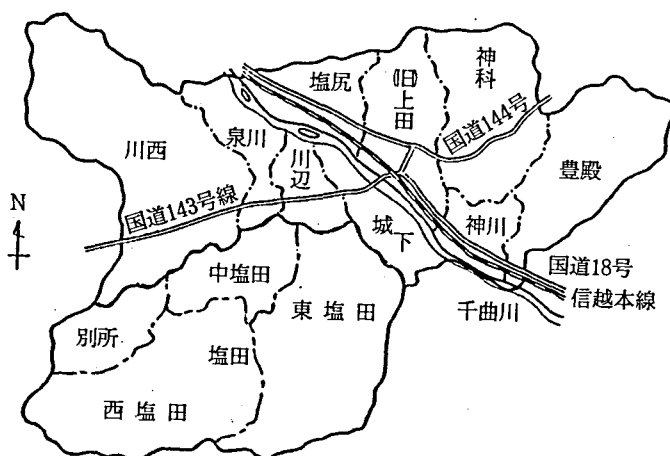 塩尻
(旧)上田
神科
国道144号
川西
泉川
川辺
豊殿
N
国道143号線
城下
神川
国道18号
信越本線
中塩田
東塩田
千曲川
別所
塩田
西塩田